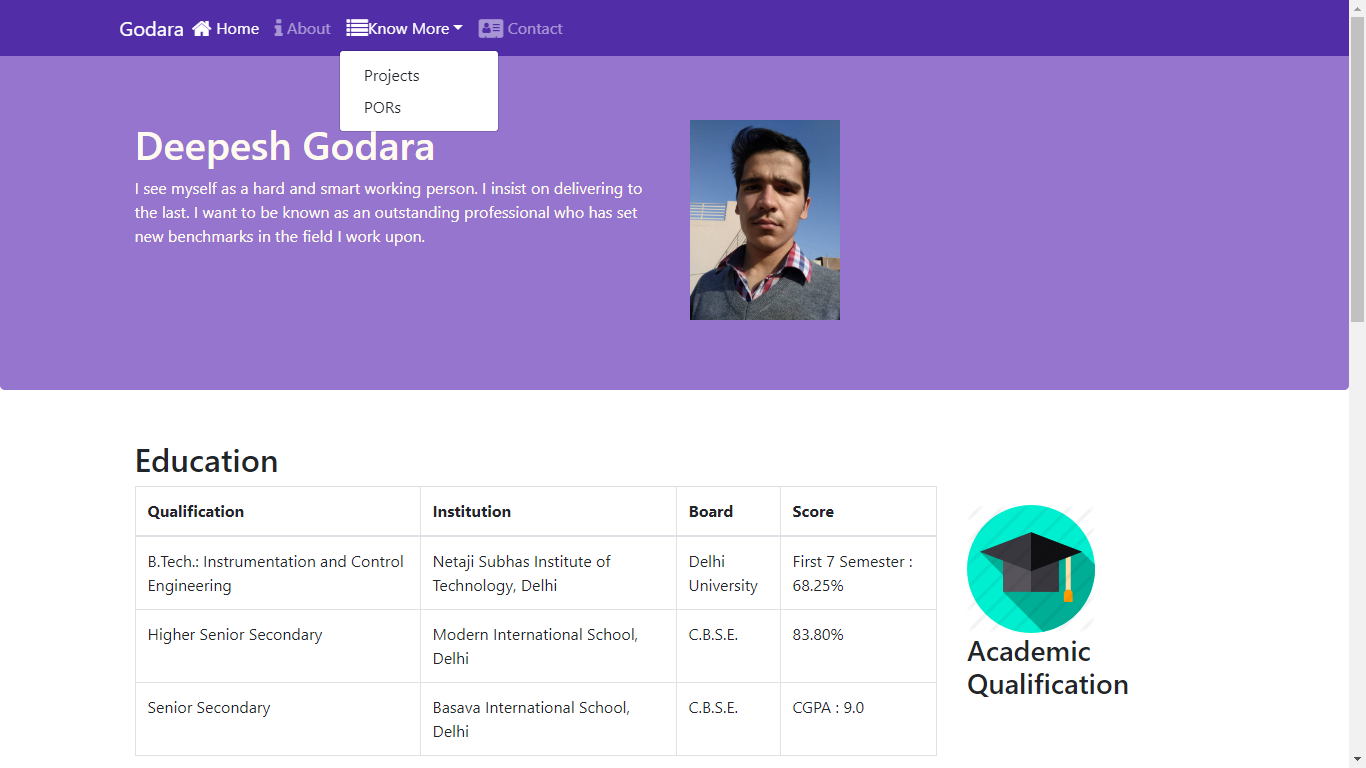 Godara Home About Know More Contact
Projects
PORs
Deepesh Godara
I see myself as a hard and smart working person. I insist on delivering to
the last. I want to be known as an outstanding professional who has set
new benchmarks in the field I work upon.
Education
Qualification Institution Board Score
B.Tech.: Instrumentation and Control
Engineering
Netaji Subhas Institute of
Technology, Delhi
Delhi
University
First 7 Semester :
68.25%
Higher Senior Secondary
Modern International School,
Delhi
C.B.S.E.
83.80%
Senior Secondary
Basava International School,
Delhi
C.B.S.E.
CGPA : 9.0
Academic
Qualification